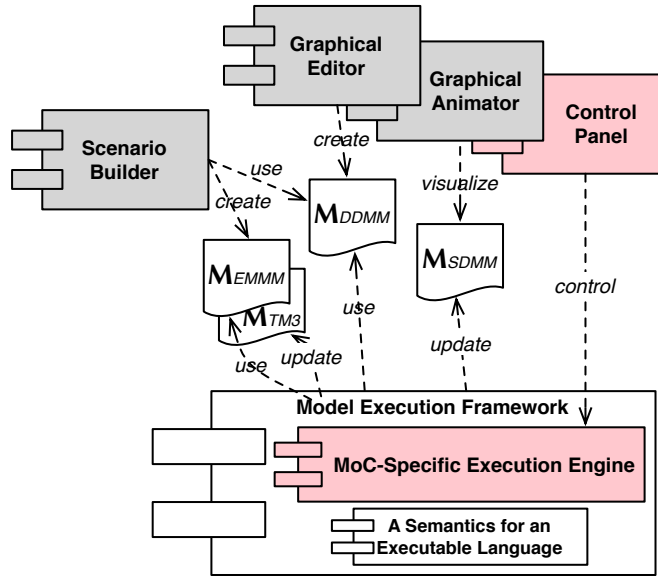 Graphical
Editor
Graphical
Animator
Control
Panel
Scenario
Builder
create
use
create
visualize
MDDMM
MEMMM
MSDMM
MTM3
control
use
use
update
update
Model Execution Framework
MoC-Specific Execution Engine
A Semantics for an
Executable Language